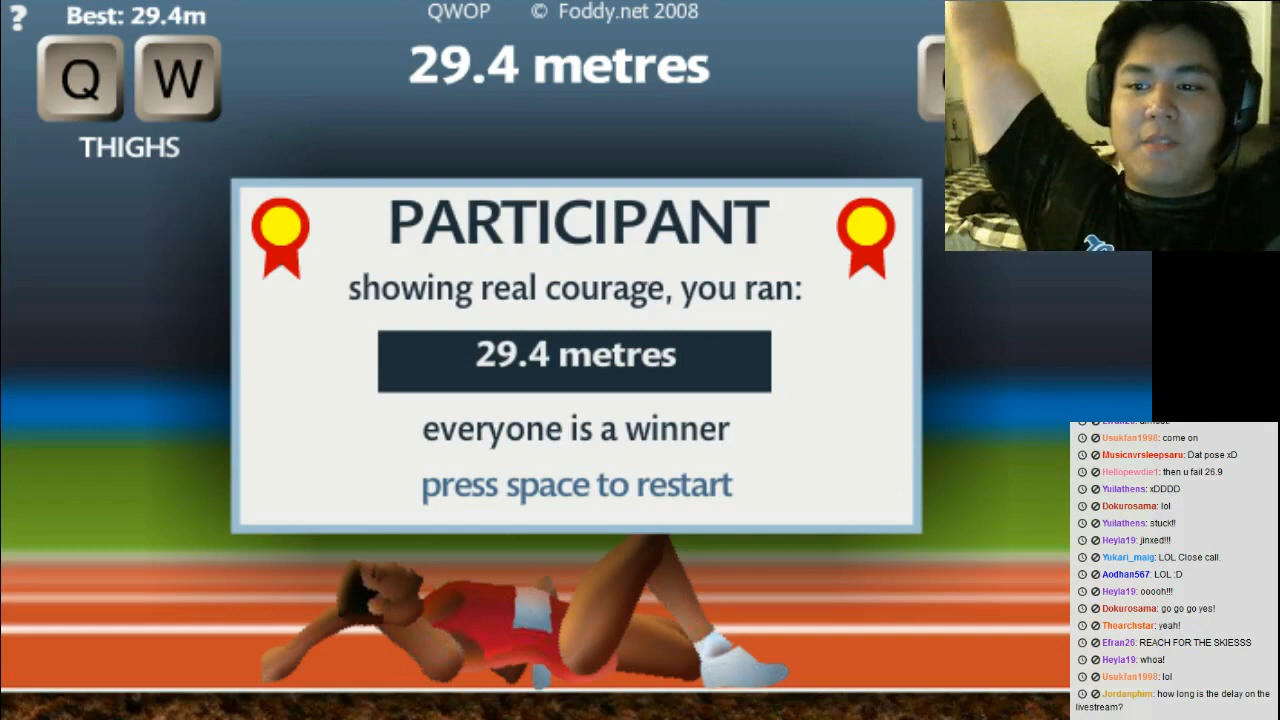 ?
Best: 29.4m
QWOP © Foddy.net 2008
29.4 metres
Q W
THIGHS
PARTICIPANT
showing real courage, you ran:
29.4 metres
everyone is a winner
press space to restart
Usukfan1998: come on
Musicnvrsleepsaru: Dat pose xD
Hellopewdie1: then u fail 26.9
Yuilathens: xDDDD
Dokurosama: lol
Yuilathens: stuck!!
Heyla19: jinxed!!!
Yukari_maig: LOL Close call.
Aodhan567: LOL :D
Heyla19: ooooh!!!
Dokurosama: go go go yes!
Thearchstar: yeah!
Efran26: REACH FOR THE SKIESSS
Heyla19: whoa!
Usukfan1998: lol
Jordanphim: how long is the delay on the
livestream?